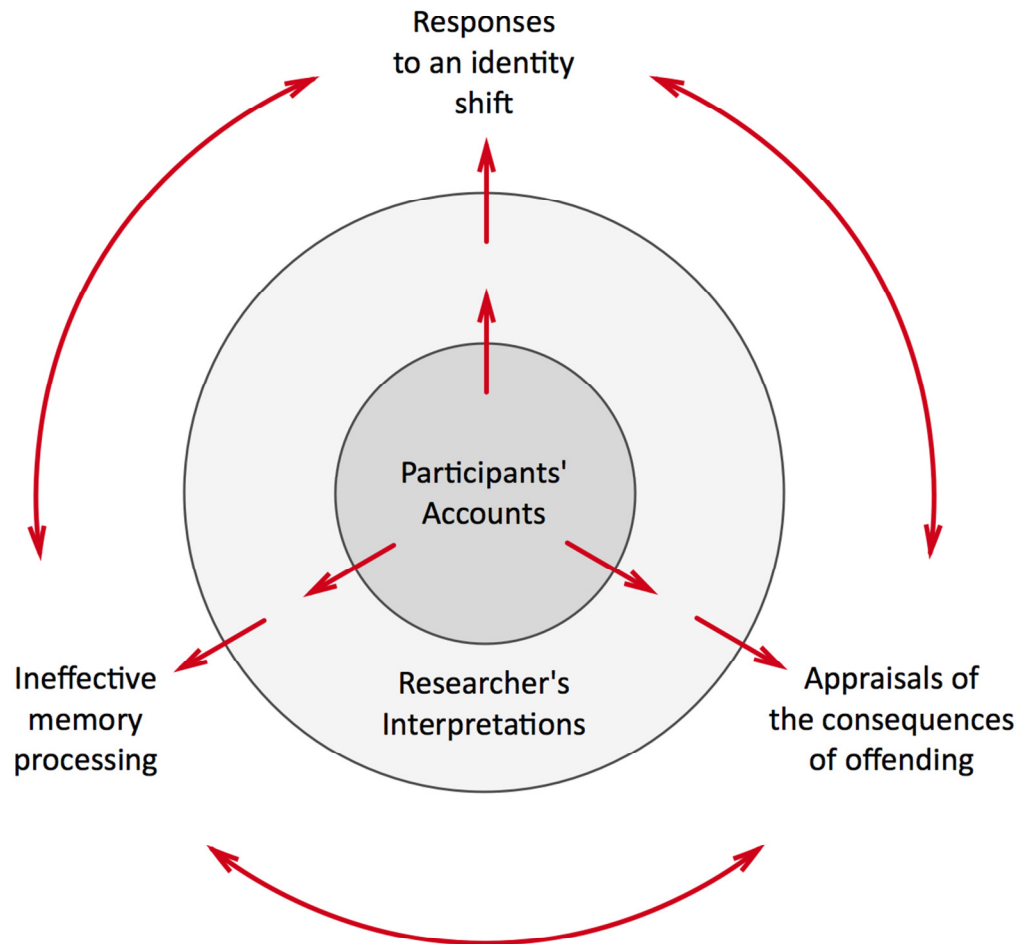 Responses
to an identity
shift
Participants'
Accounts
Researcher's
Interpretations
Ineffective
memory
processing
Appraisals of
the consequences
of offending